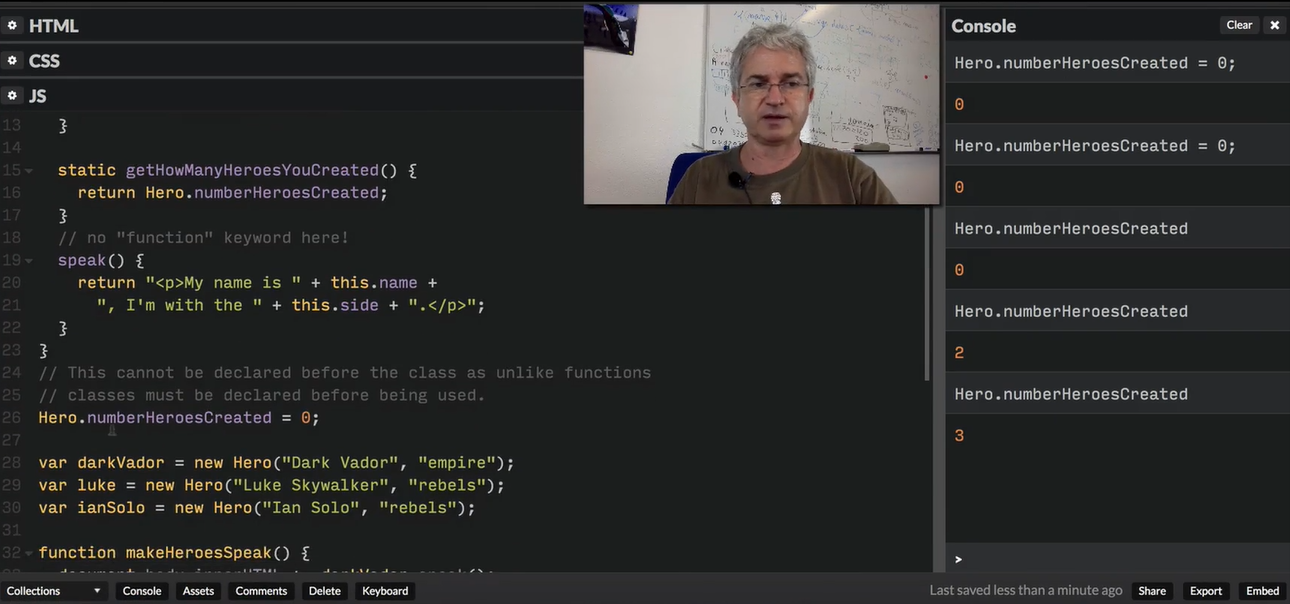 HTML
CSS
JS
13 }
14
15 static getHowManyHeroesYouCreated() {
16 return Hero.numberHeroesCreated;
17 }
18 // no "function" keyword here!
19 speak() {
20 return "<p>My name is " + this.name +
21 ", I'm with the " + this.side + ".</p>";
22 }
23 }
24 // This cannot be declared before the class as unlike functions
25 // classes must be declared before being used.
26 Hero.numberHeroesCreated = 0;
27
28 var darkVador = new Hero("Dark Vador", "empire");
29 var luke = new Hero("Luke Skywalker", "rebels");
30 var ianSolo = new Hero("Ian Solo", "rebels");
31
32 function makeHeroesSpeak() {
Console Clear ×
Hero.numberHeroesCreated = 0;
0
Hero.numberHeroesCreated = 0;
0
Hero.numberHeroesCreated
0
Hero.numberHeroesCreated
2
Hero.numberHeroesCreated
3
>
Collections Console Assets Comments Delete Keyboard Last saved less than a minute ago Share Export Embed